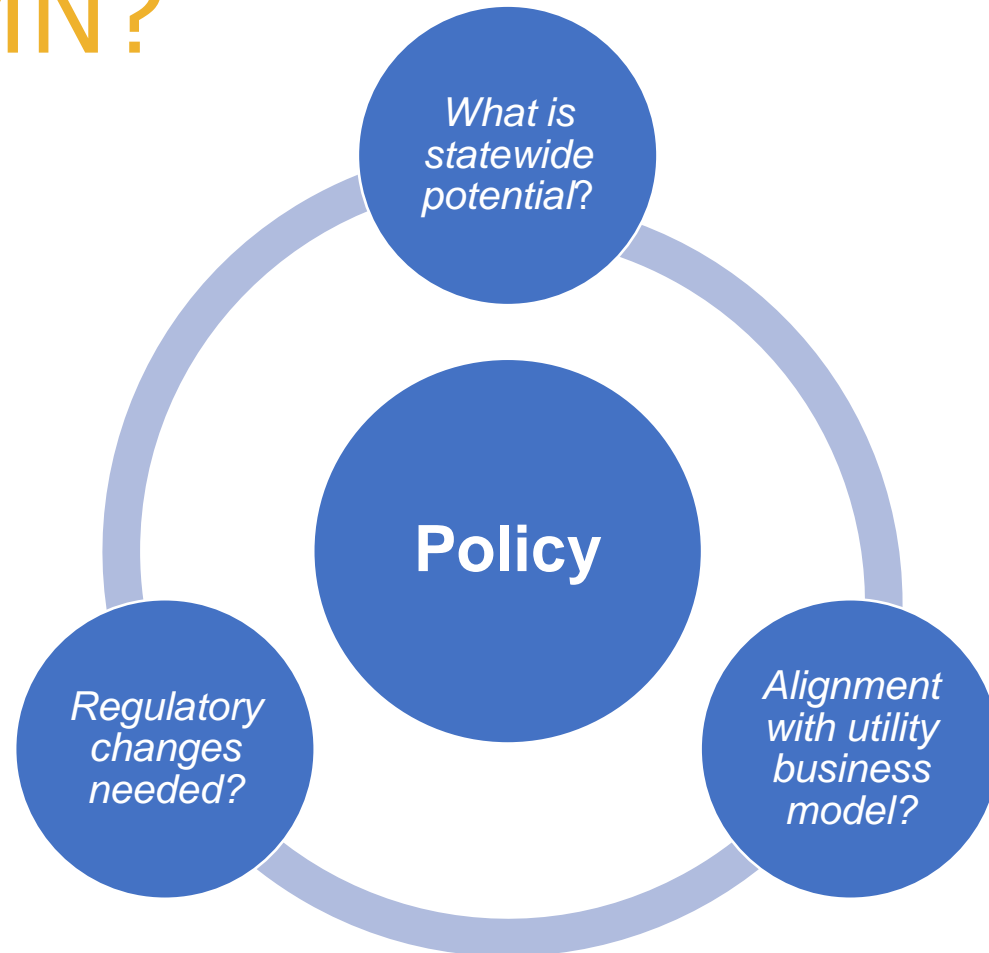 IN?
What is
statewide
potential?
Policy
Regulatory
changes
needed?
Alignment
with utility
business
model?